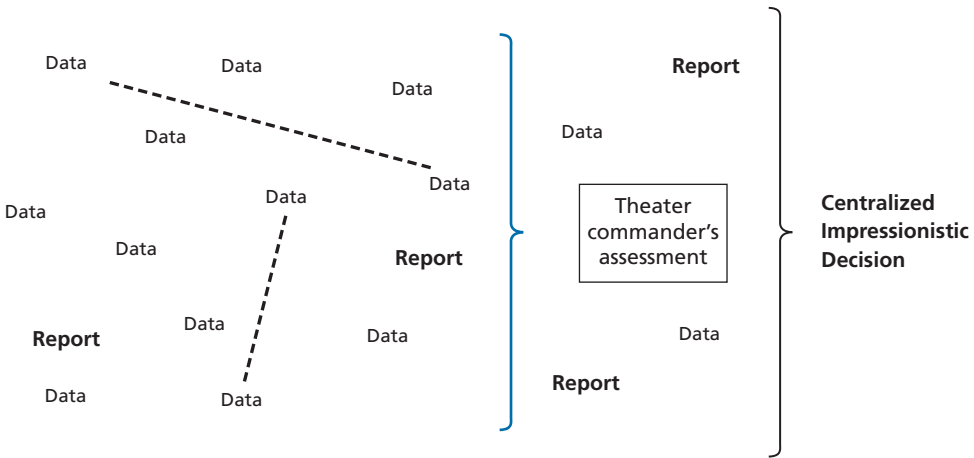 Data
Data
Data
Data
Data
Data
Data
Data
Report
Data
Data
Report
Data
Data
Report
Data
Theater
commander's
assessment
Data
Report
Centralized
Impressionistic
Decision